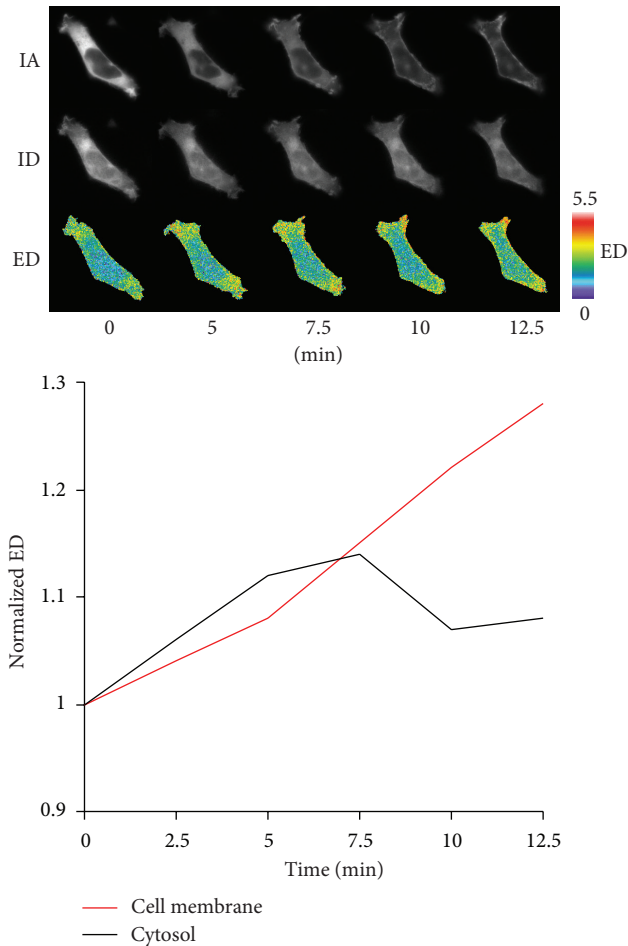 IA
ID
ED
5.5
ED
0
0 5 7.5 10 12.5
(min)
1.3
1.2
1.1
1
0.9
Normalized ED
0 2.5 5 7.5 10 12.5
Time (min)
Cell membrane
Cytosol